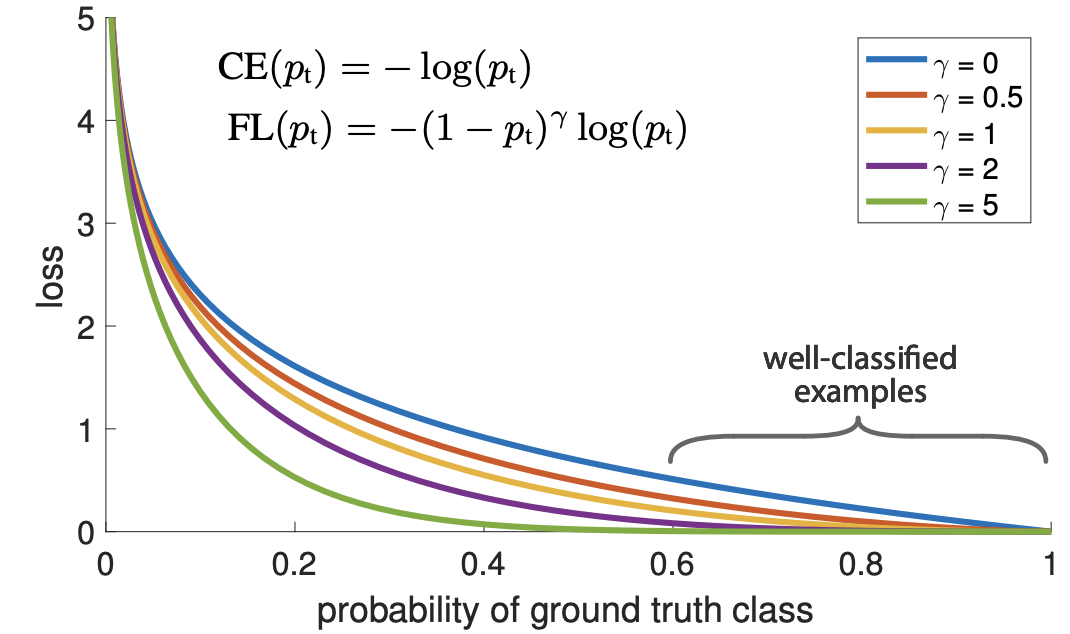 CE(pₜ) = − log(pₜ)
FL(pₜ) = −(1 − pₜ)^γ log(pₜ)
γ = 0
γ = 0.5
γ = 1
γ = 2
γ = 5
well-classified
examples
5
4
3
2
1
0
loss
0 0.2 0.4 0.6 0.8 1
probability of ground truth class